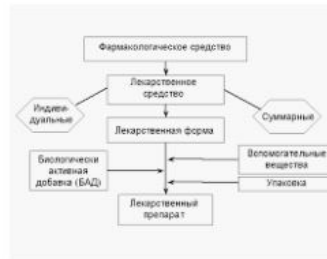 Фармакологическое средство
Лекарственное
средство
Индиви-
дуальные
Суммарные
Лекарственная форма
Биологически
активная
добавка (БАД)
Вспомогательные
вещества
Упаковка
Лекарственный
препарат